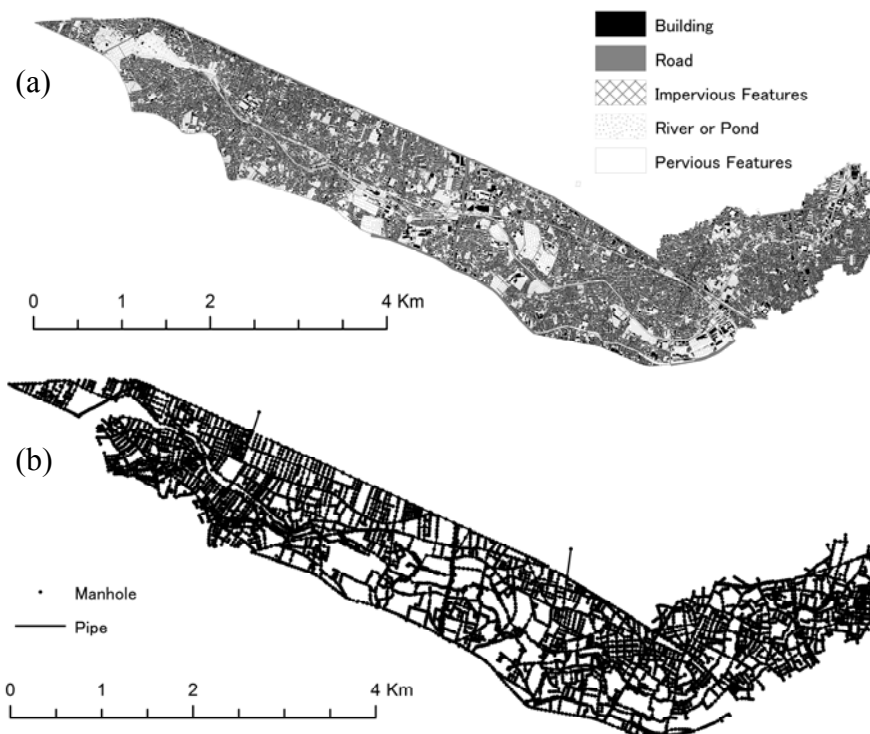 (a)
Building
Road
Impervious Features
River or Pond
Pervious Features
0 1 2 4 Km
(b)
Manhole
Pipe
0 1 2 4 Km